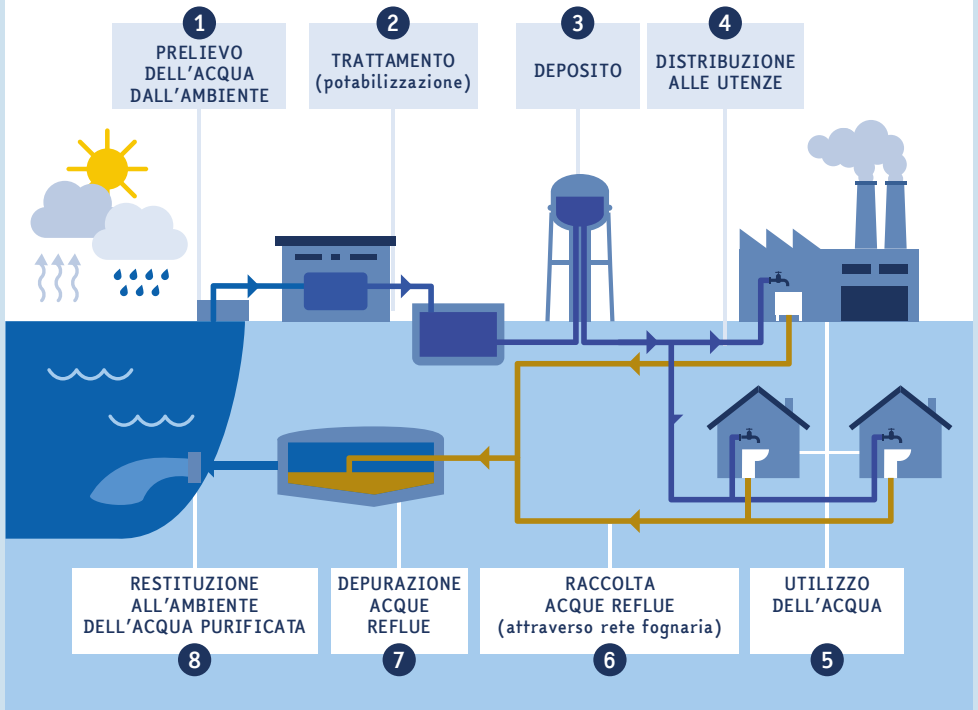 1
PRELIEVO
DELL'ACQUA
DALL'AMBIENTE
2
TRATTAMENTO
(potabilizzazione)
3
DEPOSITO
4
DISTRIBUZIONE
ALLE UTENZE
RESTITUZIONE
ALL'AMBIENTE
DELL'ACQUA PURIFICATA
8
DEPURAZIONE
ACQUE
REFLUE
7
RACCOLTA
ACQUE REFLUE
(attraverso rete fognaria)
6
UTILIZZO
DELL'ACQUA
5